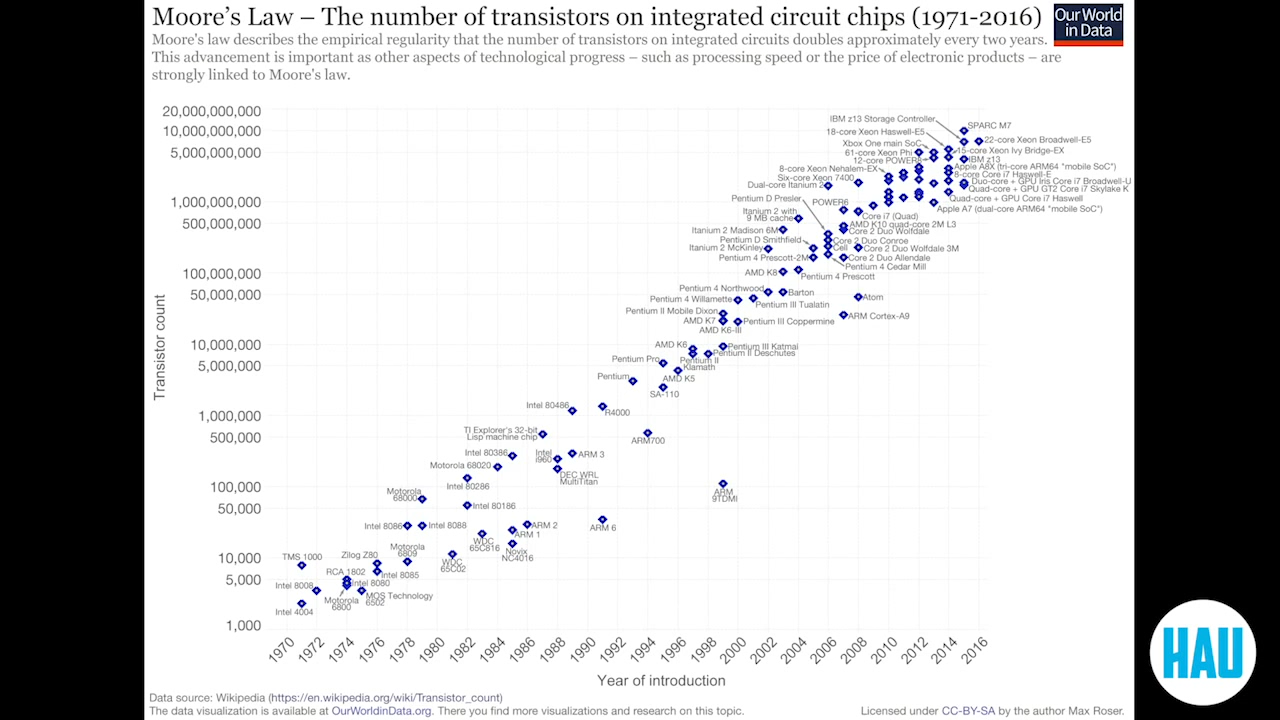 Moore's Law – The number of transistors on integrated circuit chips (1971-2016)
Our World
in Data
Moore's law describes the empirical regularity that the number of transistors on integrated circuits doubles approximately every two years.
This advancement is important as other aspects of technological progress – such as processing speed or the price of electronic products – are
strongly linked to Moore's law.
20,000,000,000
10,000,000,000
5,000,000,000
1,000,000,000
500,000,000
100,000,000
50,000,000
10,000,000
5,000,000
1,000,000
500,000
100,000
50,000
10,000
5,000
1,000
Transistor count
IBM z13 Storage Controller
SPARC M7
18-core Xeon Haswell-E5
22-core Xeon Broadwell-E5
Xbox One main SoC
61-core Xeon Phi
15-core Xeon Ivy Bridge-EX
12-core POWER8
IBM z13
8-core Xeon Nehalem-EX
Apple A8X (tri-core ARM64 "mobile SoC")
Six-core Xeon 7400
8-core Core i7 Haswell-E
Dual-core Itanium 2
Duo-core + GPU Iris Core i7 Broadwell-U
Quad-core + GPU GT2 Core i7 Skylake K
Pentium D Presler
POWER6
Quad-core + GPU Core i7 Haswell
Itanium 2 with
9 MB cache
Apple A7 (dual-core ARM64 "mobile SoC")
Core i7 (Quad)
AMD K10 quad-core 2M L3
Itanium 2 Madison 6M
Core 2 Duo Wolfdale
Pentium D Smithfield
Core 2 Duo Conroe
Itanium 2 McKinley
Cell
Core 2 Duo Wolfdale 3M
Pentium 4 Prescott-2M
Core 2 Duo Allendale
Pentium 4 Cedar Mill
AMD K8
Pentium 4 Prescott
Pentium 4 Northwood
Barton
Pentium 4 Willamette
Atom
Pentium III Tualatin
Pentium II Mobile Dixon
ARM Cortex-A9
AMD K7
Pentium III Coppermine
AMD K6-III
AMD K6
Pentium III Katmai
Pentium II Deschutes
Pentium Pro
Pentium II
Klamath
Pentium
AMD K5
SA-110
Intel 80486
R4000
TI Explorer's 32-bit
Lisp machine chip
ARM700
Intel 80386
Intel
i960
ARM 3
Motorola 68020
DEC WRL
MultiTitan
Intel 80286
Motorola
68000
ARM
9TDMI
Intel 80186
Intel 8086
Intel 8088
ARM 2
ARM 6
ARM 1
WDC
65C816
Novix
NC4016
Motorola
6809
WDC
65C02
TMS 1000
Zilog Z80
RCA 1802
Intel 8085
Intel 8008
Intel 8080
MOS Technology
6502
Motorola
6800
Intel 4004
1970
1972
1974
1976
1978
1980
1982
1984
1986
1988
1990
1992
1994
1996
1998
2000
2002
2004
2006
2008
2010
2012
2014
2016
Year of introduction
Data source: Wikipedia (https://en.wikipedia.org/wiki/Transistor_count)
The data visualization is available at OurWorldinData.org. There you find more visualizations and research on this topic.
Licensed under CC-BY-SA by the author Max Roser.
HAU